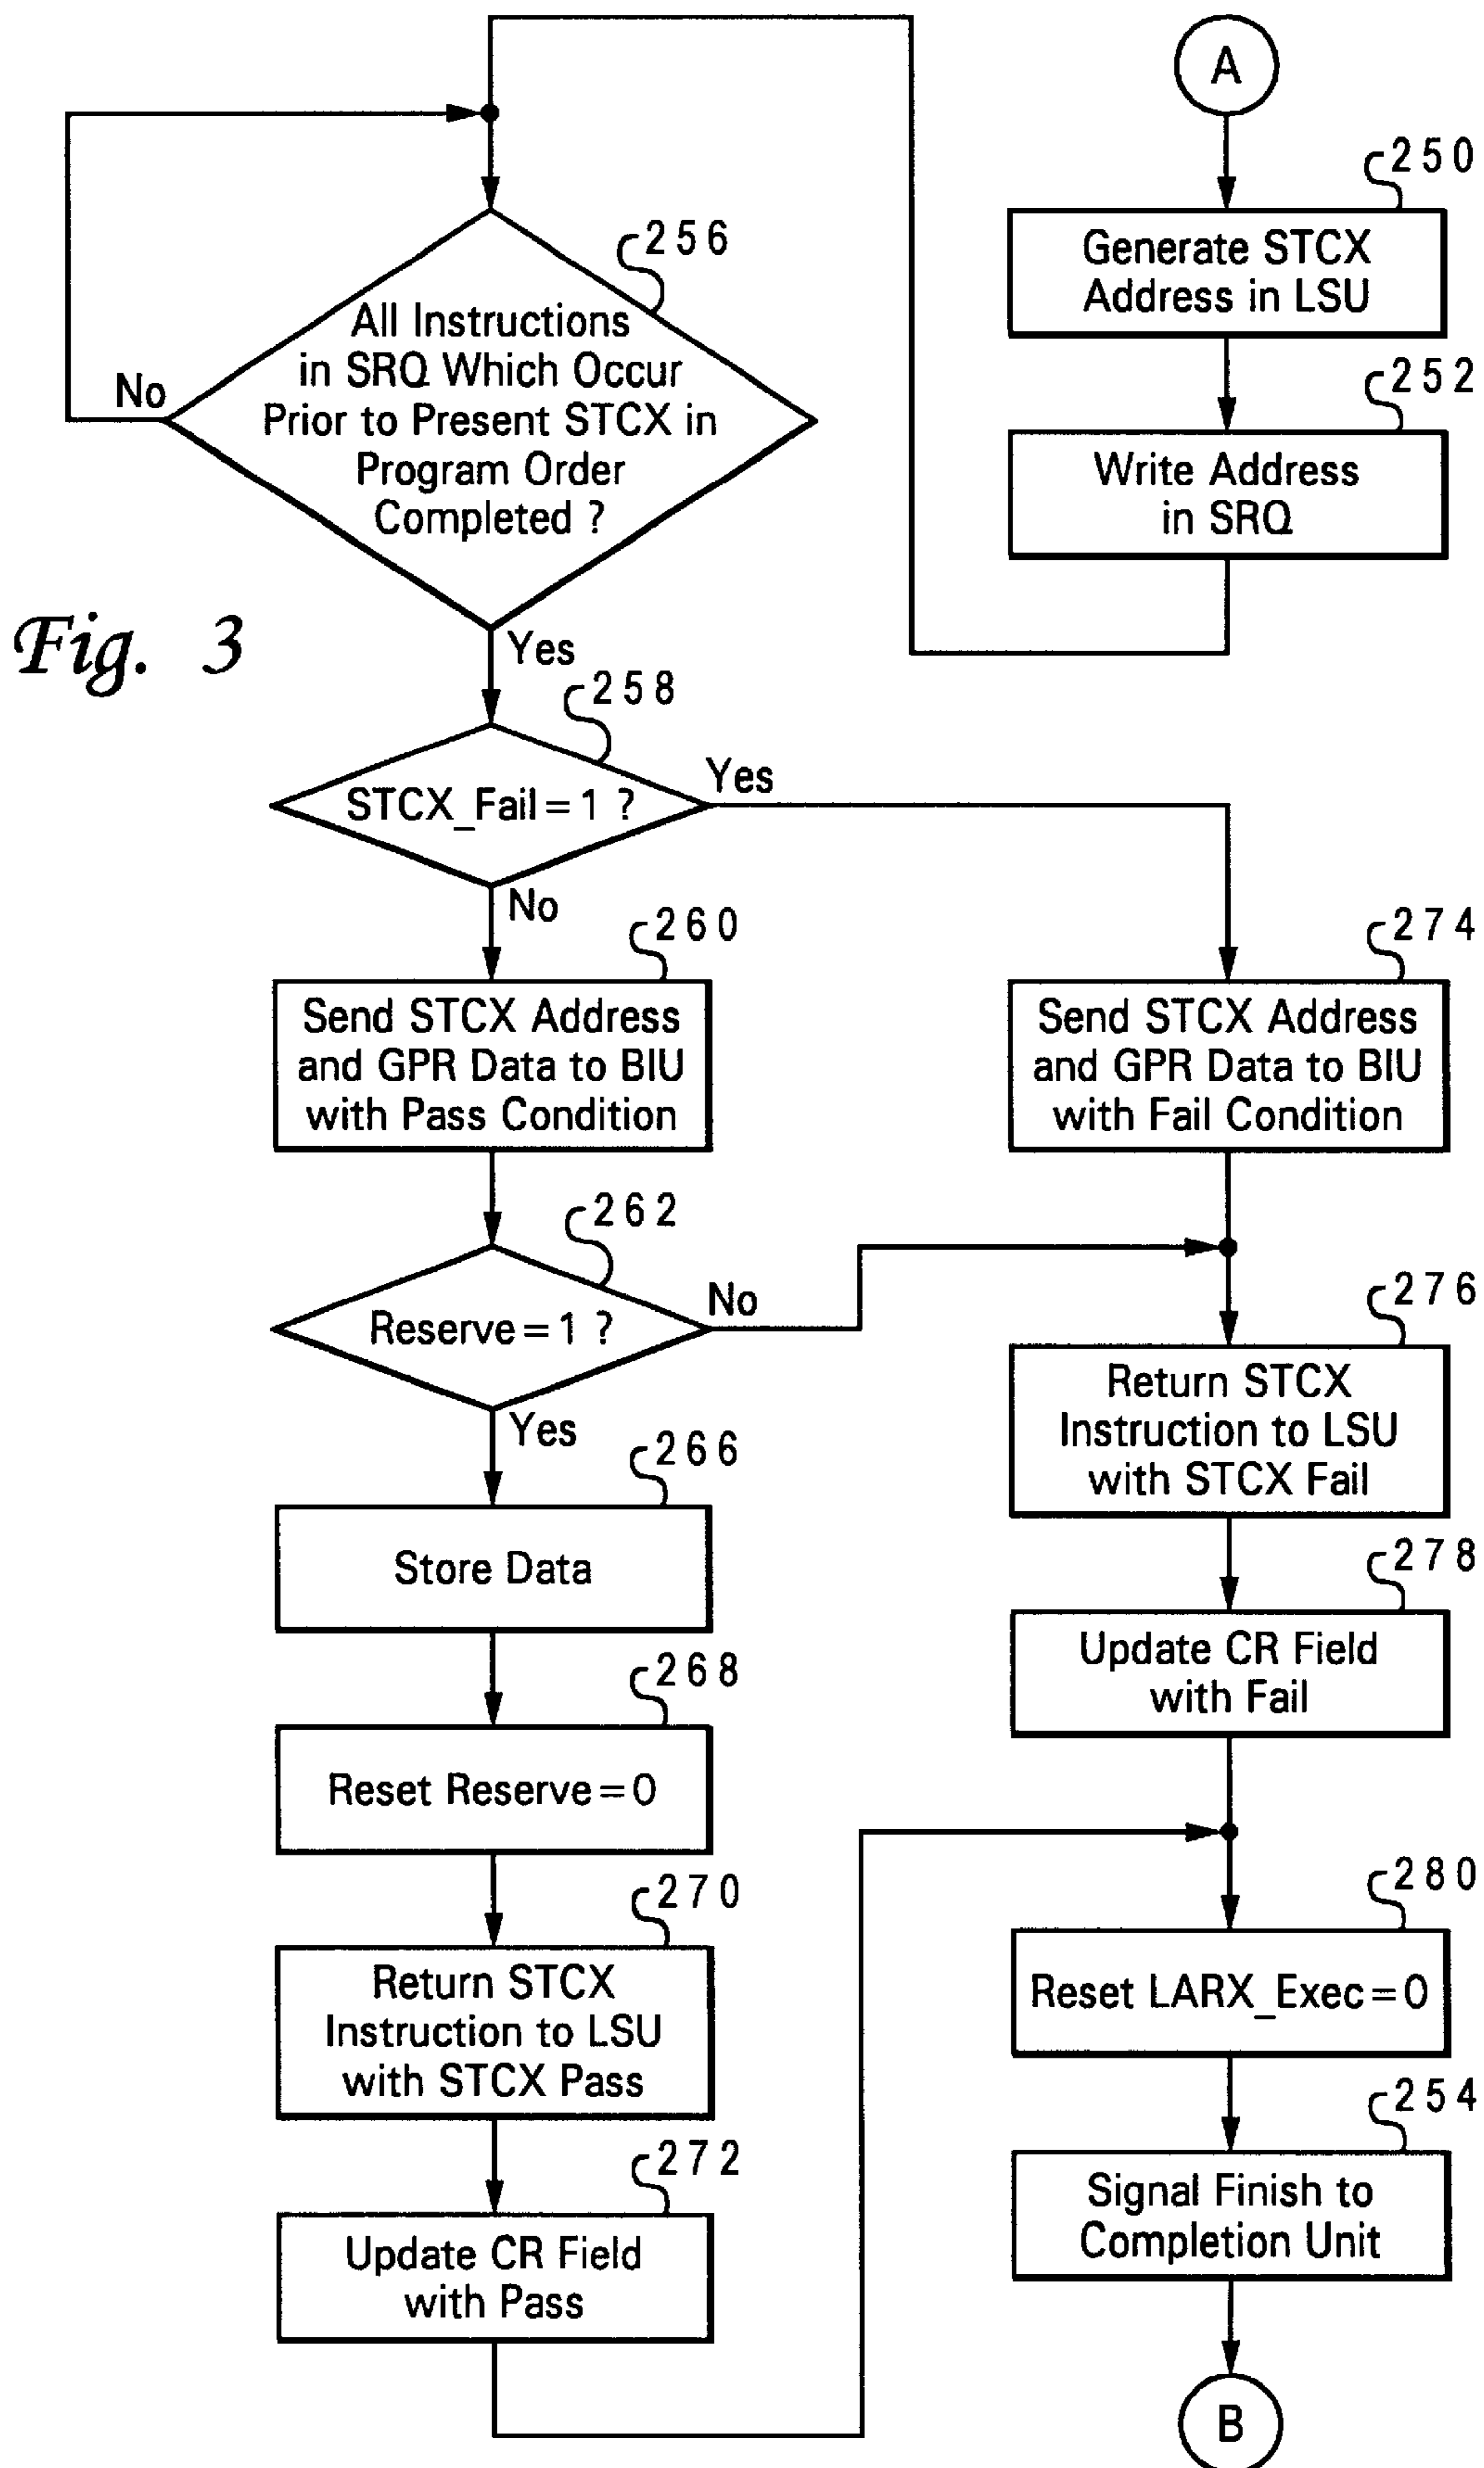 A
250
Generate STCX
Address in LSU
252
Write Address
in SRQ
256
All Instructions
in SRQ Which Occur
Prior to Present STCX in
Program Order
Completed ?
No
Yes
Fig. 3
258
STCX_Fail = 1 ?
Yes
No
260
Send STCX Address
and GPR Data to BIU
with Pass Condition
274
Send STCX Address
and GPR Data to BIU
with Fail Condition
262
Reserve = 1 ?
No
Yes
276
Return STCX
Instruction to LSU
with STCX Fail
266
Store Data
278
Update CR Field
with Fail
268
Reset Reserve = 0
270
Return STCX
Instruction to LSU
with STCX Pass
272
Update CR Field
with Pass
280
Reset LARX_Exec = 0
254
Signal Finish to
Completion Unit
B